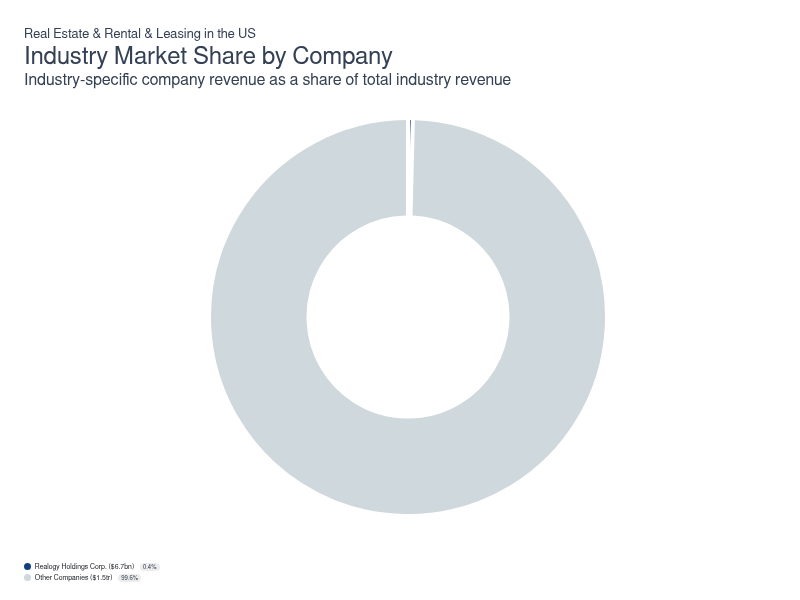 Real Estate & Rental & Leasing in the US
Industry Market Share by Company
Industry-specific company revenue as a share of total industry revenue
Realogy Holdings Corp. ($6.7bn) 0.4%
Other Companies ($1.5tr) 99.6%